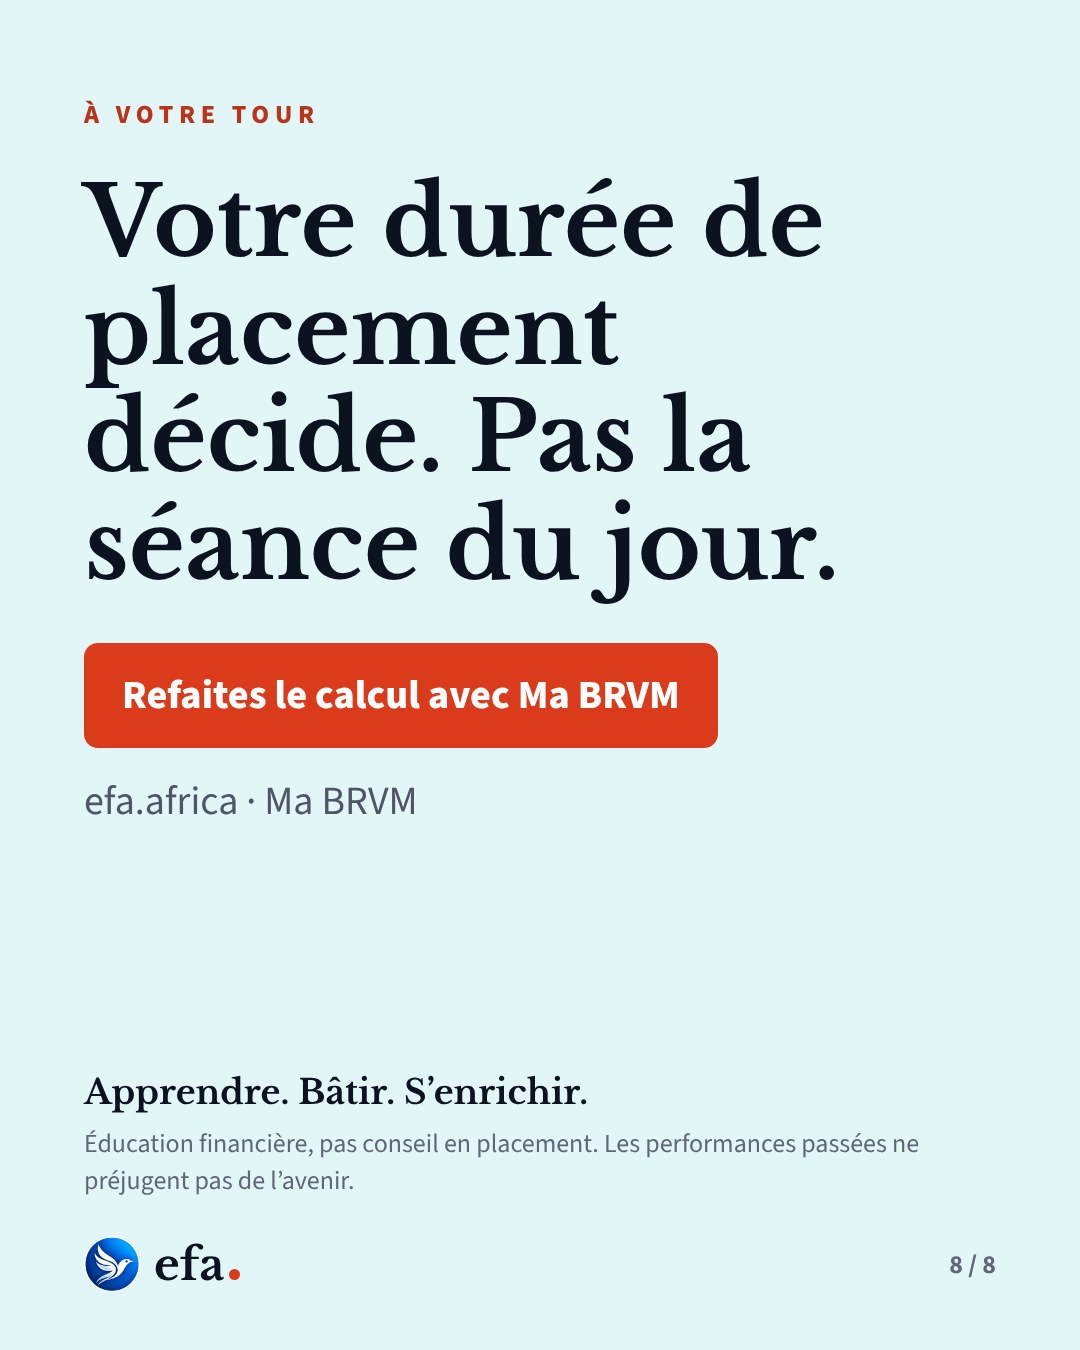 À VOTRE TOUR
Votre durée de
placement
décide. Pas la
séance du jour.
Refaites le calcul avec Ma BRVM
efa.africa · Ma BRVM
Apprendre. Bâtir. S’enrichir.
Éducation financière, pas conseil en placement. Les performances passées ne
préjugent pas de l’avenir.
efa.
8 / 8